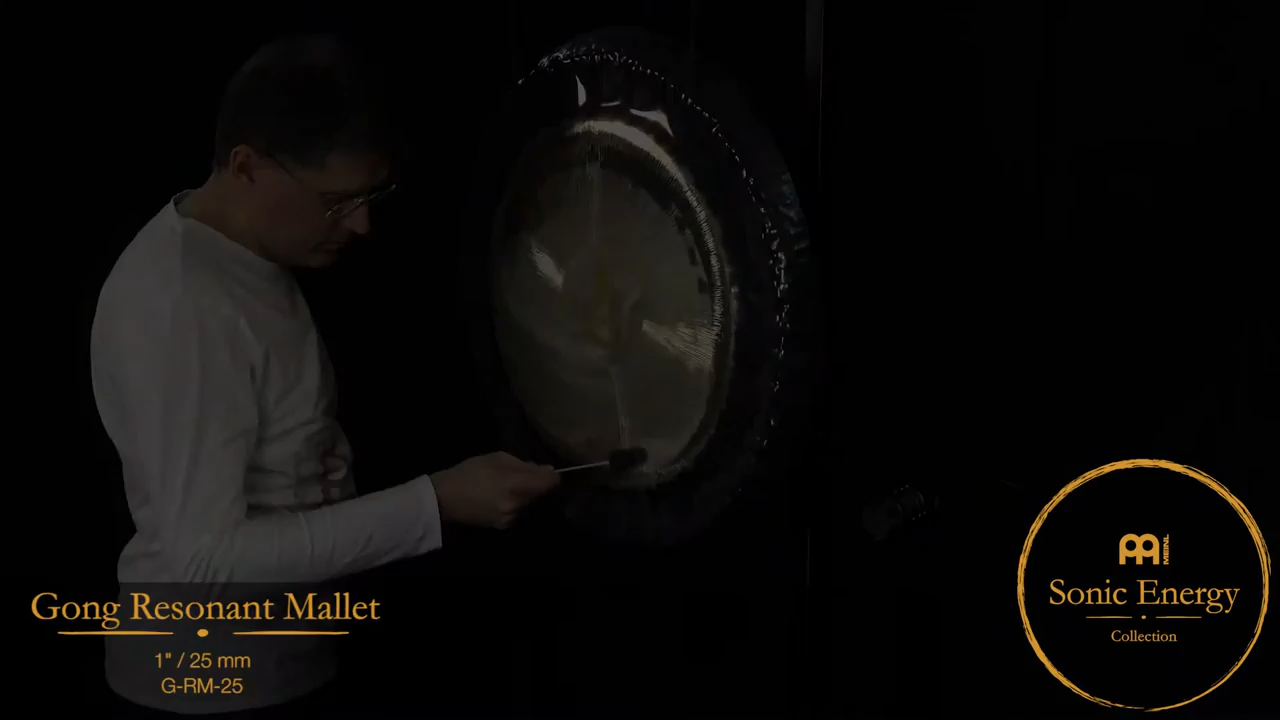 Gong Resonant Mallet
1" / 25 mm
G-RM-25
MEINL
Sonic Energy
Collection